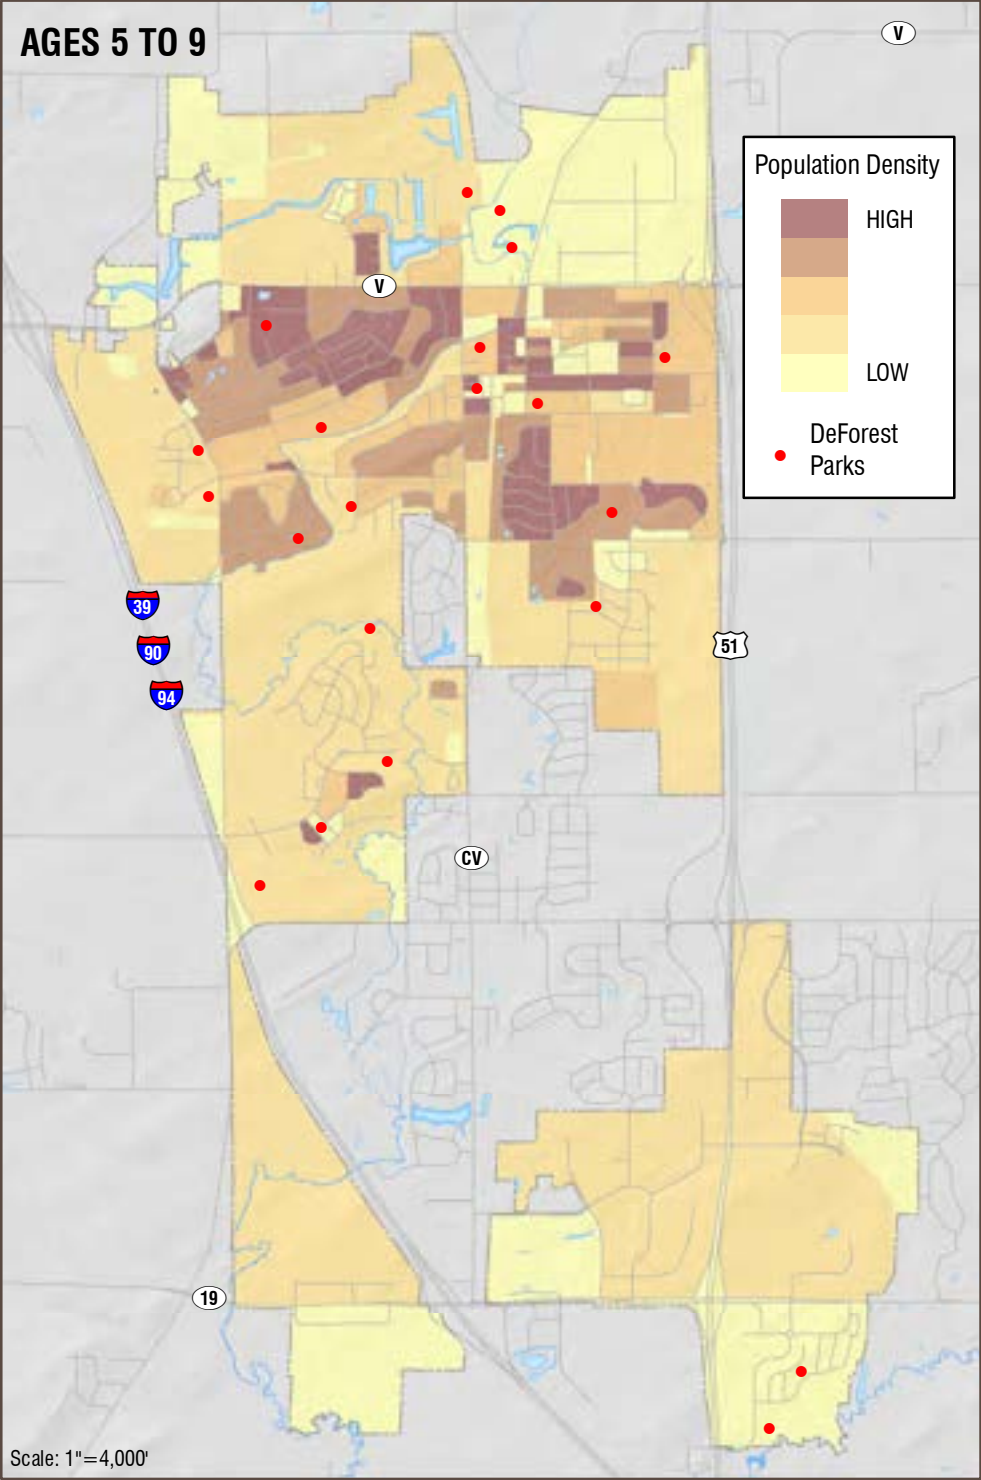 AGES 5 TO 9
V
Population Density
HIGH
LOW
DeForest
Parks
V
39
90
94
51
CV
19
Scale: 1"=4,000'